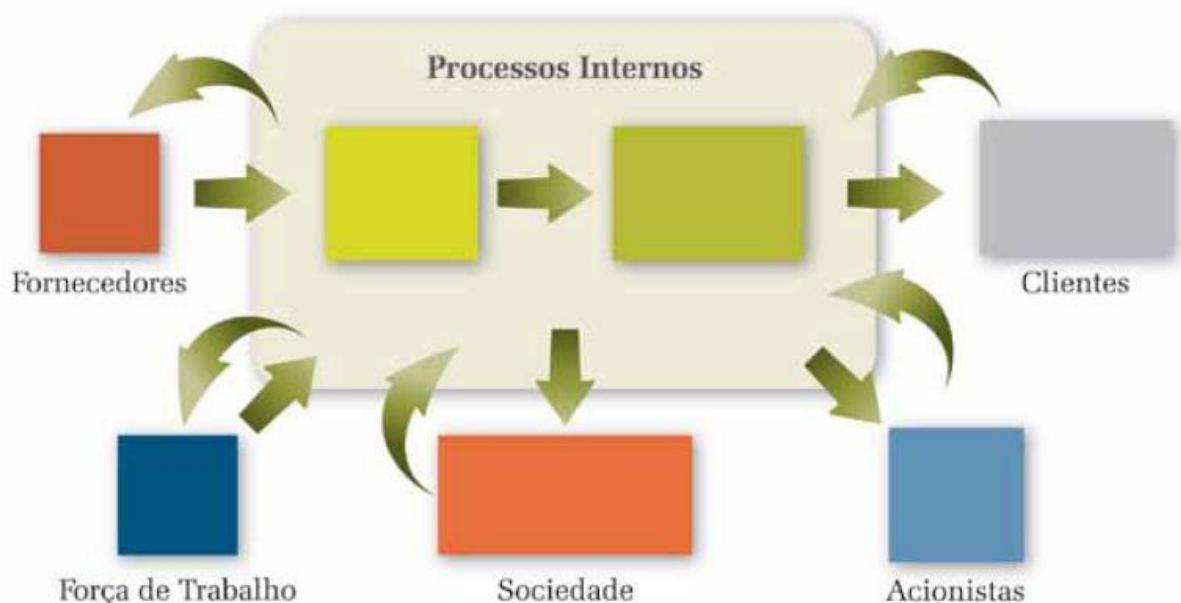 Processos Internos
Fornecedores
Clientes
Força de Trabalho
Sociedade
Acionistas